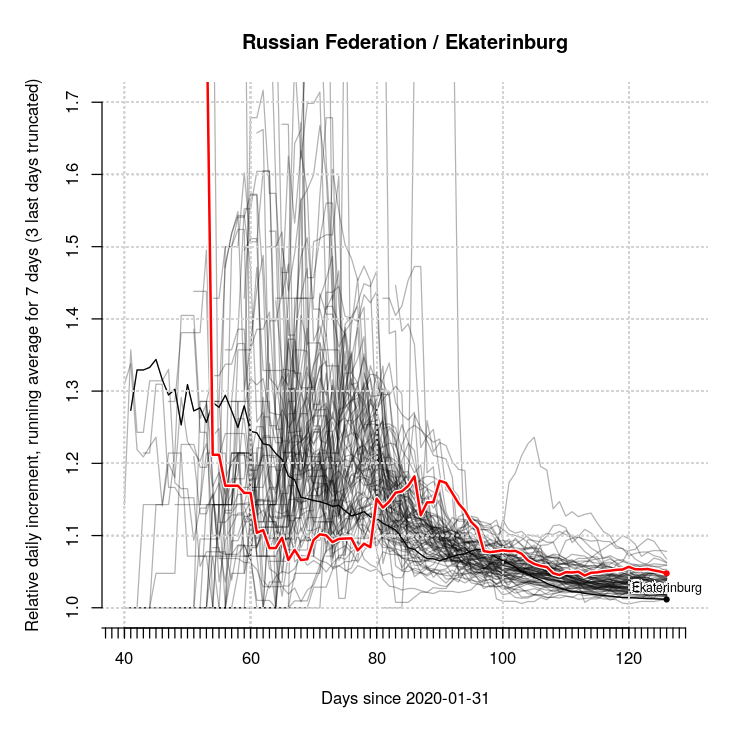 Russian Federation / Ekaterinburg
Relative daily increment, running average for 7 days (3 last days truncated)
1.7
1.6
1.5
1.4
1.3
1.2
1.1
1.0
Ekaterinburg
40 60 80 100 120
Days since 2020-01-31